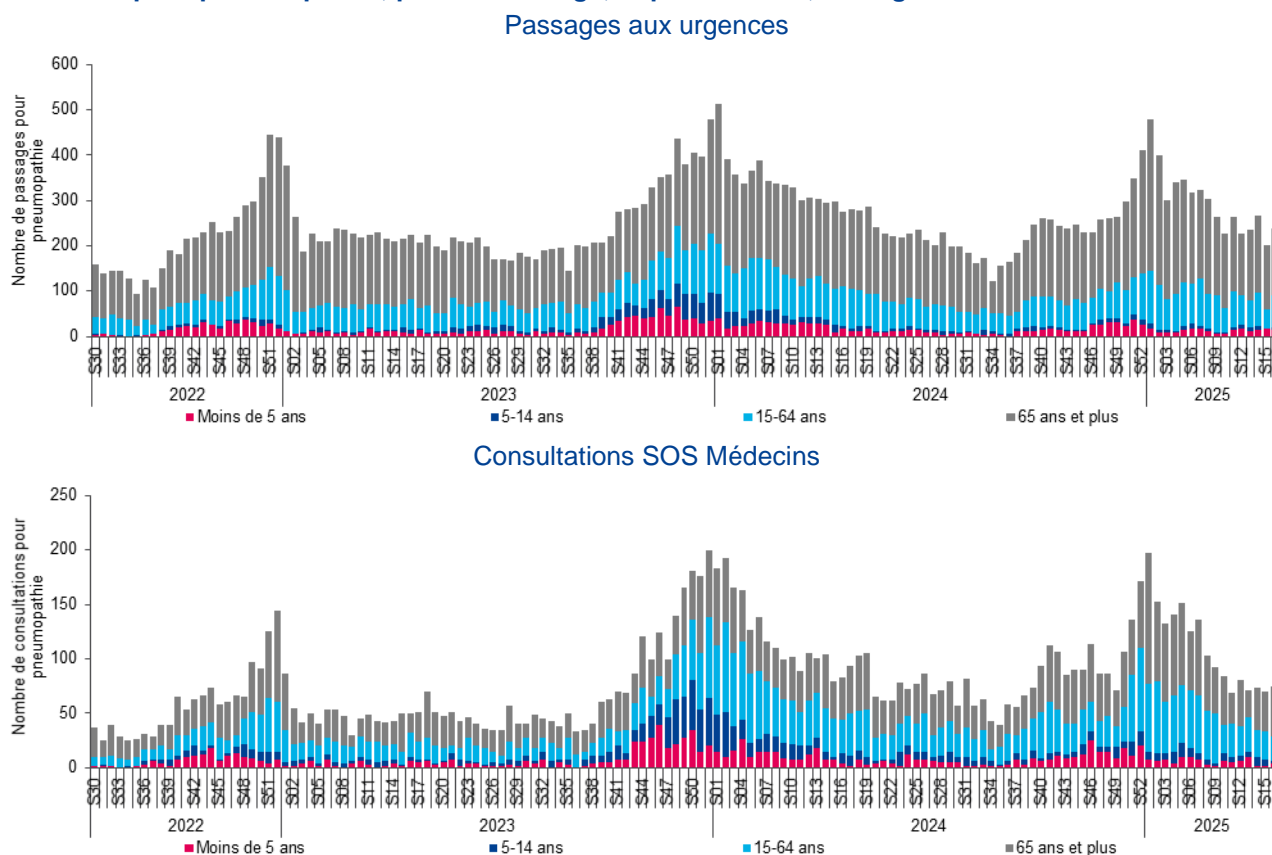 Passages aux urgences
Nombre de passages pour
pneumopathie
600
500
400
300
200
100
0
S30 S33 S36 S39 S42 S45 S48 S51 S02 S05 S08 S11 S14 S17 S20 S23 S26 S29 S32 S35 S38 S41 S44 S47 S50 S01 S04 S07 S10 S13 S16 S19 S22 S25 S28 S31 S34 S37 S40 S43 S46 S49 S52 S03 S06 S09 S12 S15
2022 2023 2024 2025
Moins de 5 ans 5-14 ans 15-64 ans 65 ans et plus
Consultations SOS Médecins
Nombre de consultations pour
pneumopathie
250
200
150
100
50
0
S30 S33 S36 S39 S42 S45 S48 S51 S02 S05 S08 S11 S14 S17 S20 S23 S26 S29 S32 S35 S38 S41 S44 S47 S50 S01 S04 S07 S10 S13 S16 S19 S22 S25 S28 S31 S34 S37 S40 S43 S46 S49 S52 S03 S06 S09 S12 S15
2022 2023 2024 2025
Moins de 5 ans 5-14 ans 15-64 ans 65 ans et plus